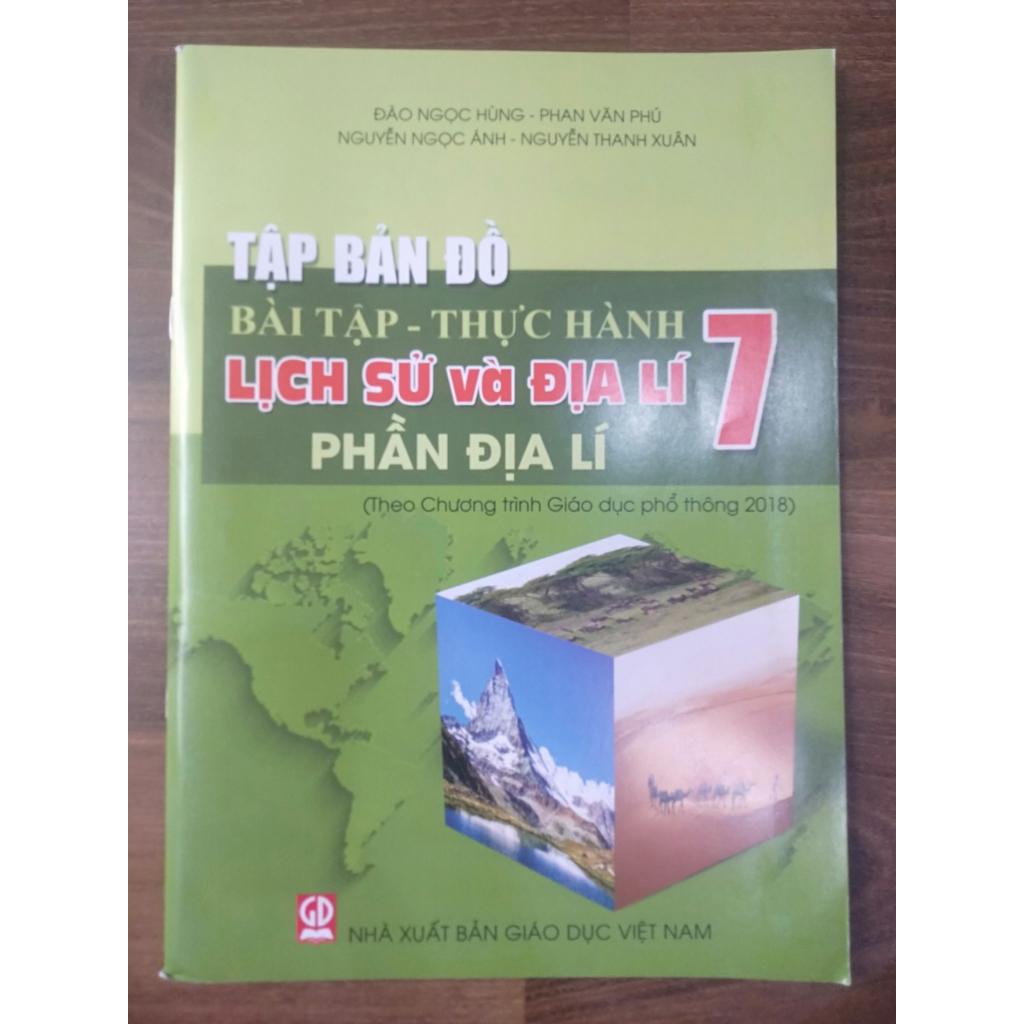 ĐÀO NGỌC HÙNG - PHAN VĂN PHÚ
NGUYỄN NGỌC ÁNH - NGUYỄN THANH XUÂN
TẬP BẢN ĐỒ
BÀI TẬP - THỰC HÀNH
LỊCH SỬ và ĐỊA LÍ 7
PHẦN ĐỊA LÍ
(Theo Chương trình Giáo dục phổ thông 2018)
GD
NHÀ XUẤT BẢN GIÁO DỤC VIỆT NAM